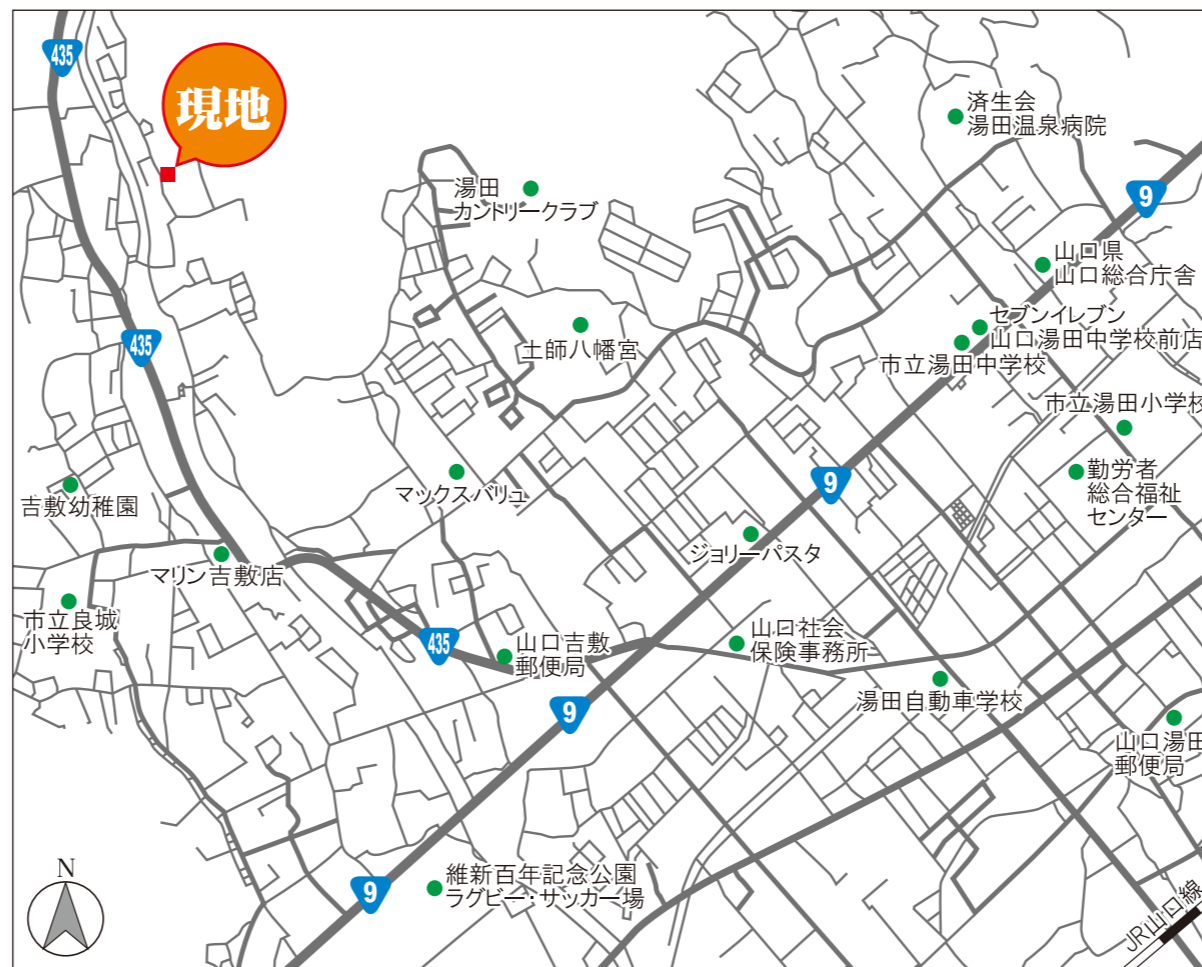 435
現地
済生会
湯田温泉病院
湯田
カントリークラブ
9
山口県
山口総合庁舎
セブンイレブン
山口湯田中学校前店
土師八幡宮
市立湯田中学校
435
市立湯田小学校
勤労者
総合福祉
センター
マックスバリュ
9
吉敷幼稚園
ジョリーパスタ
マリン吉敷店
市立良城
小学校
435
山口吉敷
郵便局
山口社会
保険事務所
湯田自動車学校
9
山口湯田
郵便局
維新百年記念公園
ラグビー・サッカー場
9
N
JR山口線